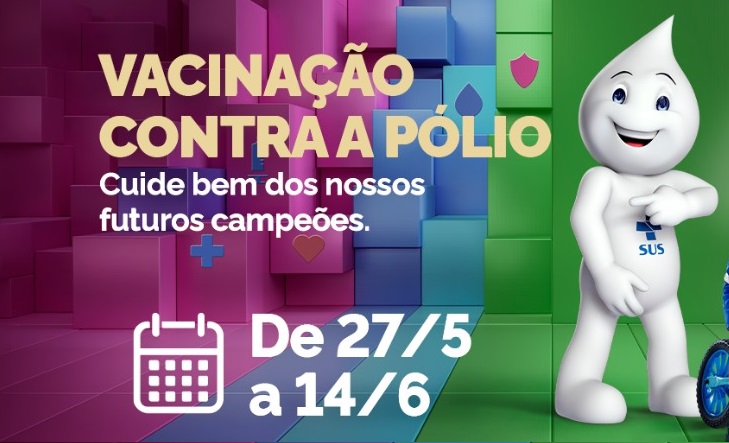 VACINAÇÃO
CONTRA A PÓLIO
Cuide bem dos nossos
futuros campeões.
De 27/5
a 14/6
SUS